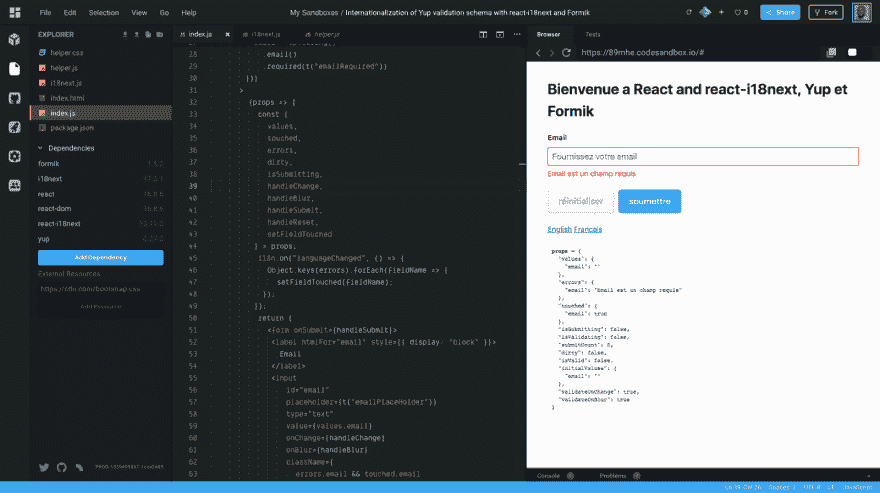 File Edit Selection View Go Help
My Sandboxes / Internationalization of Yup validation schema with react-i18next and Formik
0
Share
Fork
EXPLORER
helper.css
helper.js
i18next.js
index.html
index.js
package.json
Dependencies
formik
i18next
react
react-dom
react-i18next
yup
Add Dependency
External Resources
Add Resource
index.js
i18next.js
helper.js
28 .email()
29 .required(t("emailRequired"))
30 })}
31 >
32 {props => {
33 const {
34 values,
35 touched,
36 errors,
37 dirty,
38 isSubmitting,
39 handleChange,
40 handleBlur,
41 handleSubmit,
42 handleReset,
43 setFieldTouched
44 } = props;
45 i18n.on("languageChanged", () => {
46 Object.keys(errors).forEach(fieldName => {
47 setFieldTouched(fieldName);
48 });
49 });
50 return (
51 <form onSubmit={handleSubmit}>
52 <label htmlFor="email" style={{ display: "block" }}>
53 Email
54 </label>
55 <input
56 id="email"
57 placeholder={t("emailPlaceHolder")}
58 type="text"
59 value={values.email}
60 onChange={handleChange}
61 onBlur={handleBlur}
62 className={
63 errors.email && touched.email
Browser
Tests
https://89mhe.codesandbox.io/#
Bienvenue a React and react-i18next, Yup et
Formik
Email
Fournissez votre email
Email est un champ requis
réinitialiser
soumettre
English Francais
props = {
"values": {
"email": ""
},
"errors": {
"email": "Email est un champ requis"
},
"touched": {
"email": true
},
"isSubmitting": false,
"isValidating": false,
"submitCount": 0,
"dirty": false,
"isValid": false,
"initialValues": {
"email": ""
},
"validateOnChange": true,
"validateOnBlur": true
}
Console
Problems
JavaScript